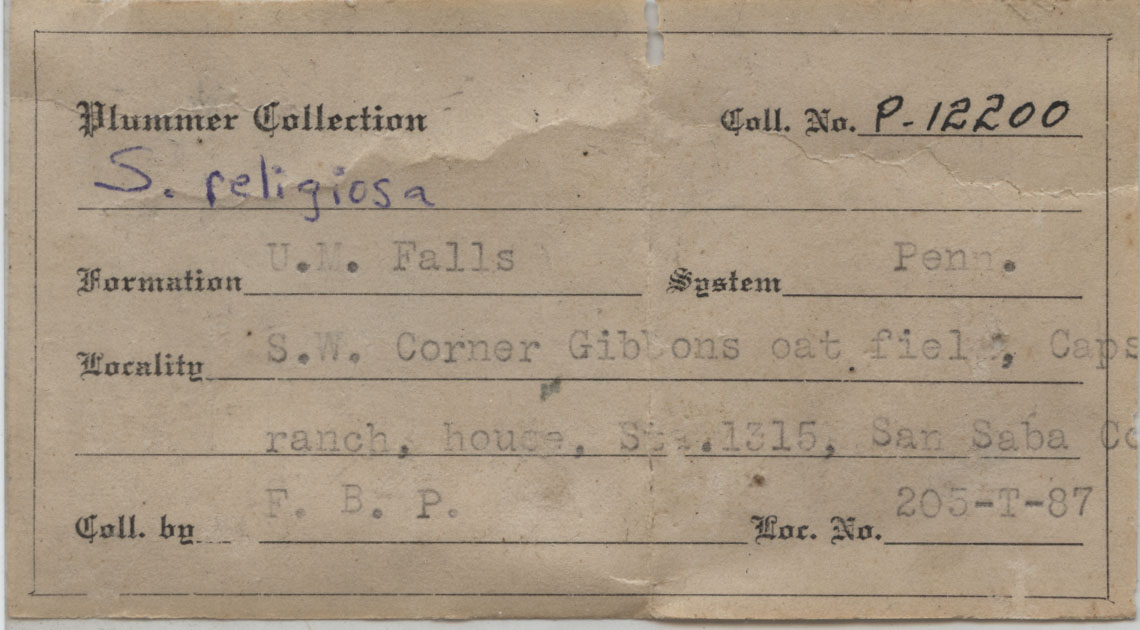 Plummer Collection Coll. No. P-12200
S. religiosa
Formation U.M. Falls System Penn.
Locality S.W. Corner Gibbons oat field, Caps
ranch, house, Sta.1315, San Saba Co
Coll. by F. B. P. Loc. No. 205-T-87